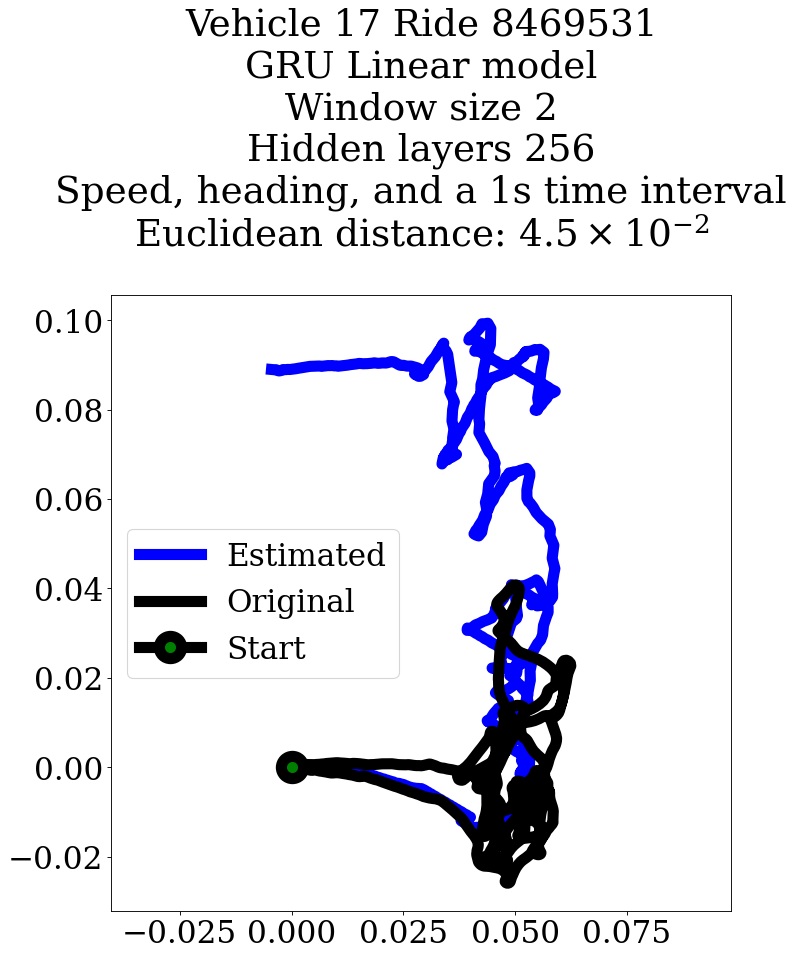 Vehicle 17 Ride 8469531
GRU Linear model
Window size 2
Hidden layers 256
Speed, heading, and a 1s time interval
Euclidean distance: 4.5 × 10⁻²
0.10
0.08
0.06
0.04
0.02
0.00
−0.02
Estimated
Original
Start
−0.025 0.000 0.025 0.050 0.075